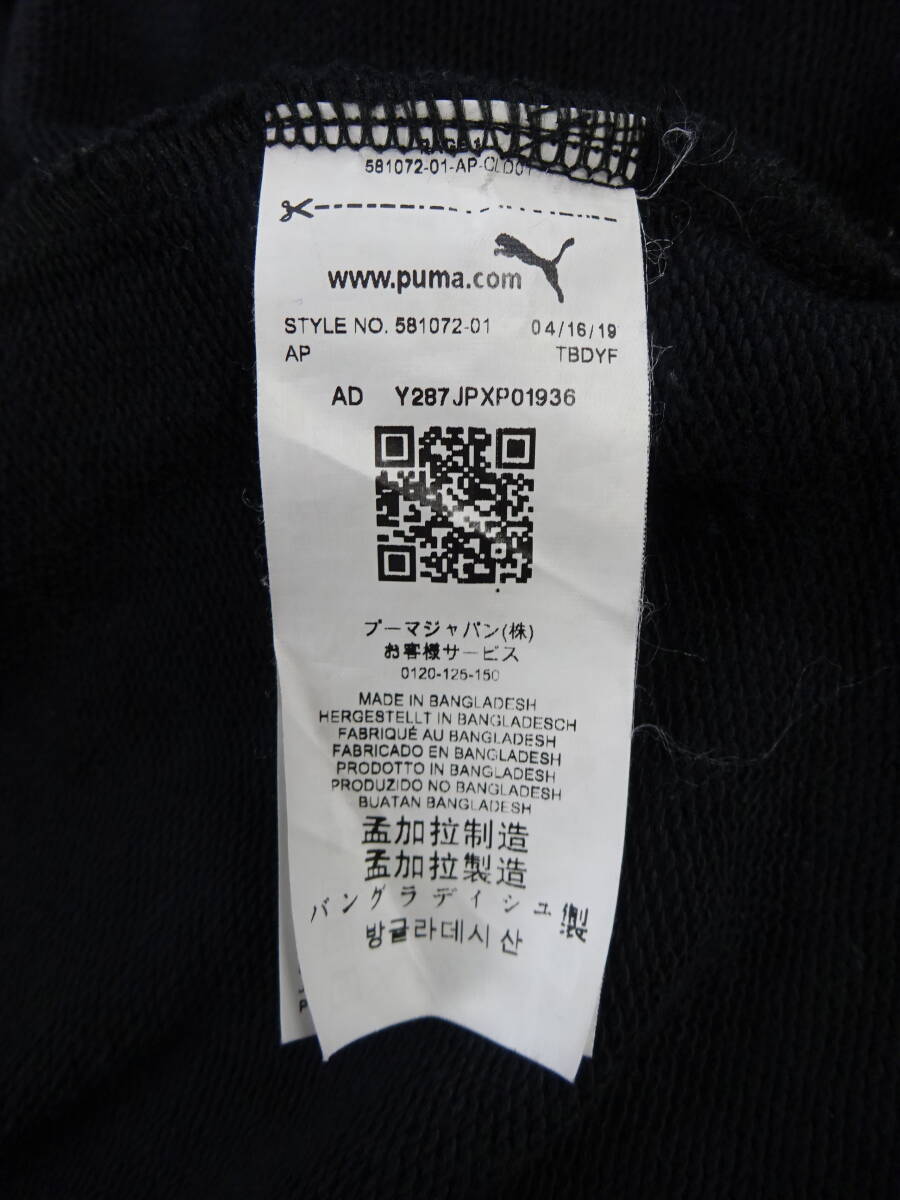 581072-01-AP-CLD01
www.puma.com
STYLE NO. 581072-01 04/16/19
AP TBDYF
AD Y287JPXP01936
プーマジャパン(株)
お客様サービス
0120-125-150
MADE IN BANGLADESH
HERGESTELLT IN BANGLADESCH
FABRIQUÉ AU BANGLADESH
FABRICADO EN BANGLADESH
PRODOTTO IN BANGLADESH
PRODUZIDO NO BANGLADESH
BUATAN BANGLADESH
孟加拉制造
孟加拉製造
バングラディシュ製
방글라데시 산